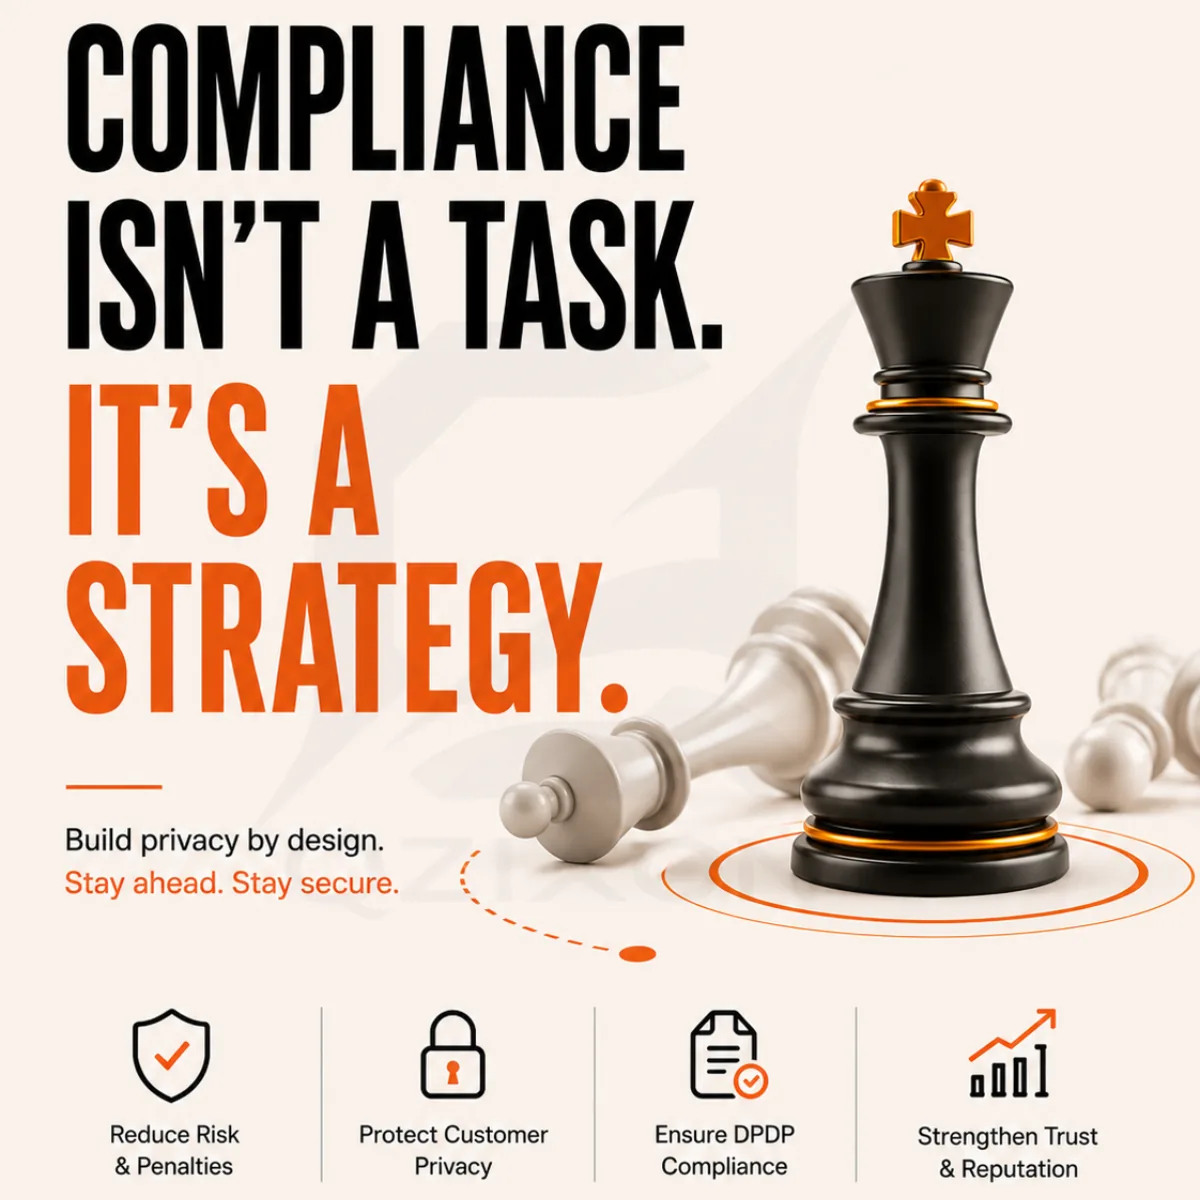 COMPLIANCE
ISN'T A TASK.
IT'S A
STRATEGY.
Build privacy by design.
Stay ahead. Stay secure.
QZIXUN
Reduce Risk
& Penalties
Protect Customer
Privacy
Ensure DPDP
Compliance
Strengthen Trust
& Reputation